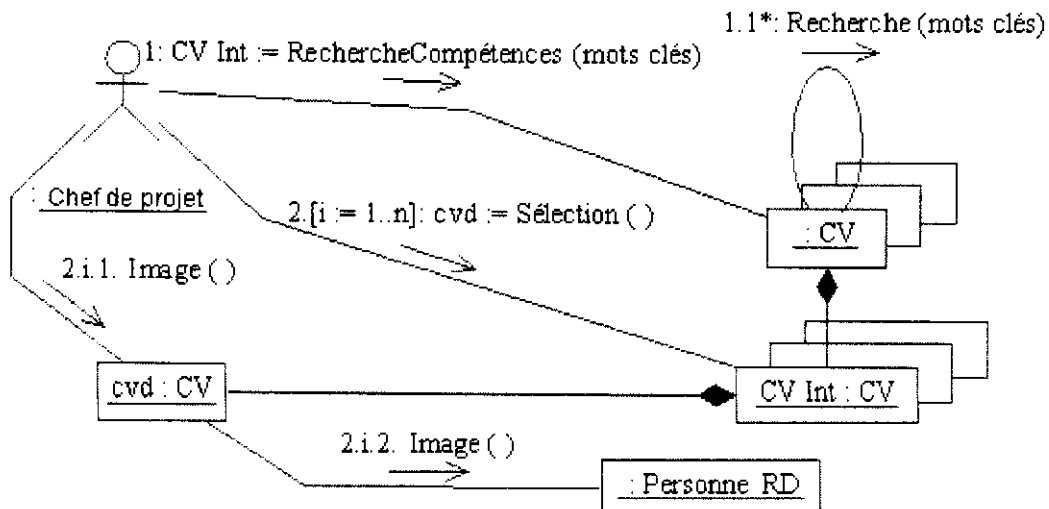 1.1*: Recherche (mots clés)
1: CV Int := RechercheCompétences (mots clés)
: Chef de projet
2.[i := 1..n]: cvd := Sélection ( )
: CV
2.i.1. Image ( )
cvd : CV
CV Int : CV
2.i.2. Image ( )
: Personne RD